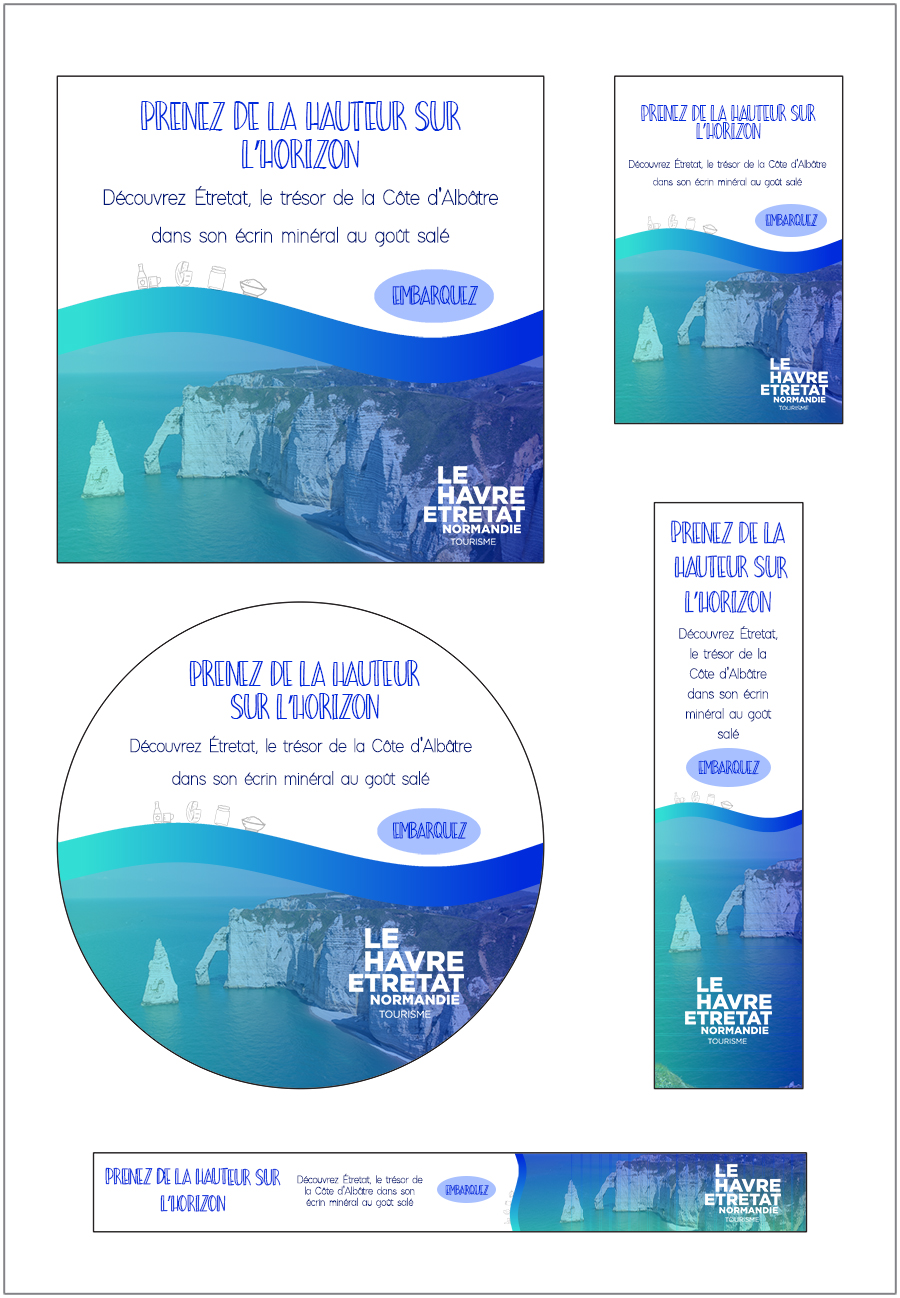 PRENEZ DE LA HAUTEUR SUR
L'HORIZON
Découvrez Étretat, le trésor de la Côte d'Albâtre
dans son écrin minéral au goût salé
EMBARQUEZ
LE
HAVRE
ETRETAT
NORMANDIE
TOURISME
PRENEZ DE LA HAUTEUR SUR
L'HORIZON
Découvrez Étretat, le trésor de la Côte d'Albâtre
dans son écrin minéral au goût salé
EMBARQUEZ
LE
HAVRE
ETRETAT
NORMANDIE
TOURISME
PRENEZ DE LA HAUTEUR
SUR L'HORIZON
Découvrez Étretat, le trésor de la Côte d'Albâtre
dans son écrin minéral au goût salé
EMBARQUEZ
LE
HAVRE
ETRETAT
NORMANDIE
TOURISME
PRENEZ DE LA
HAUTEUR SUR
L'HORIZON
Découvrez Étretat,
le trésor de la
Côte d'Albâtre
dans son écrin
minéral au goût
salé
EMBARQUEZ
LE
HAVRE
ETRETAT
NORMANDIE
TOURISME
PRENEZ DE LA HAUTEUR SUR
L'HORIZON
Découvrez Étretat, le trésor de
la Côte d'Albâtre dans son
écrin minéral au goût salé
EMBARQUEZ
LE
HAVRE
ETRETAT
NORMANDIE
TOURISME